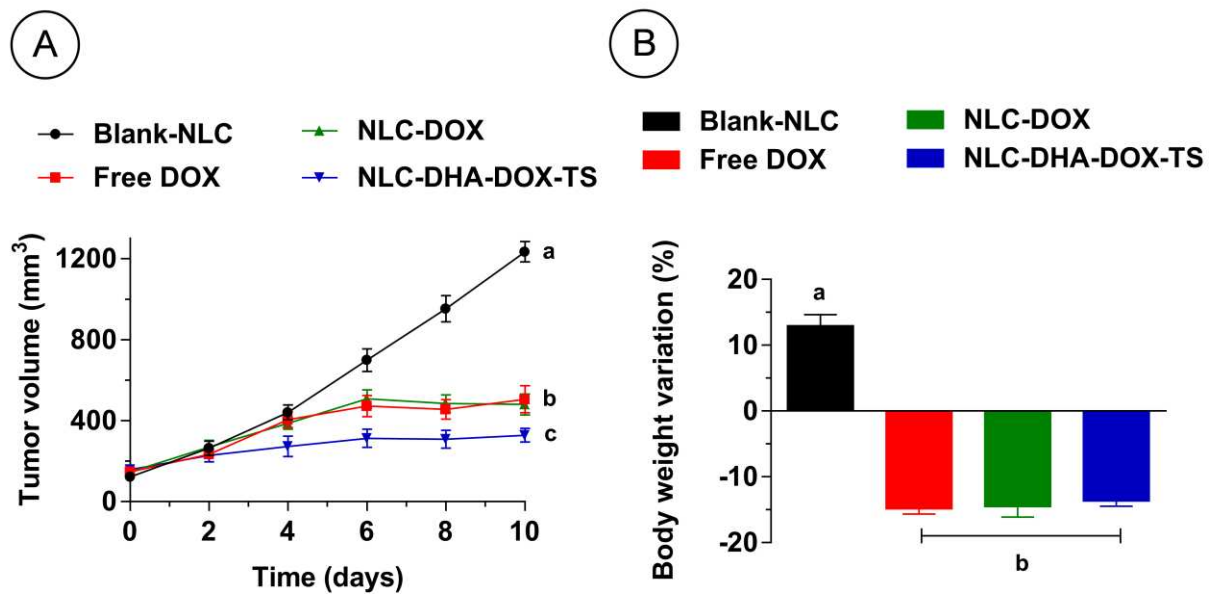 A
Blank-NLC
NLC-DOX
Free DOX
NLC-DHA-DOX-TS
Tumor volume (mm³)
1200
800
400
0
a
b
c
0 2 4 6 8 10
Time (days)
B
Blank-NLC
NLC-DOX
Free DOX
NLC-DHA-DOX-TS
Body weight variation (%)
20
10
0
-10
-20
a
b